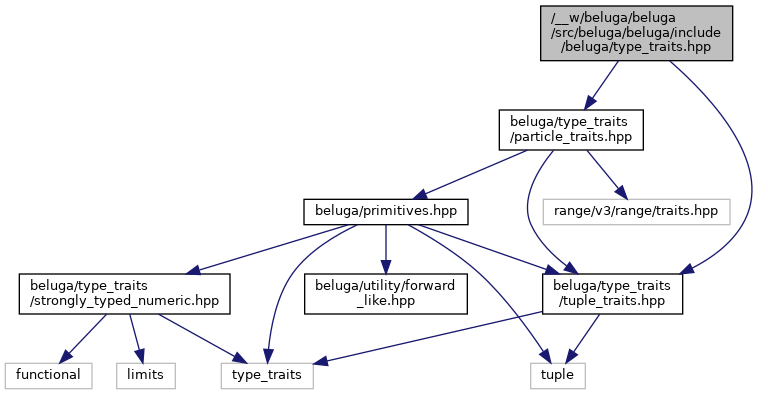 /__w/beluga/beluga
/src/beluga/beluga/include
/beluga/type_traits.hpp
beluga/type_traits
/particle_traits.hpp
beluga/primitives.hpp
range/v3/range/traits.hpp
beluga/type_traits
/strongly_typed_numeric.hpp
beluga/utility/forward
_like.hpp
beluga/type_traits
/tuple_traits.hpp
functional
limits
type_traits
tuple